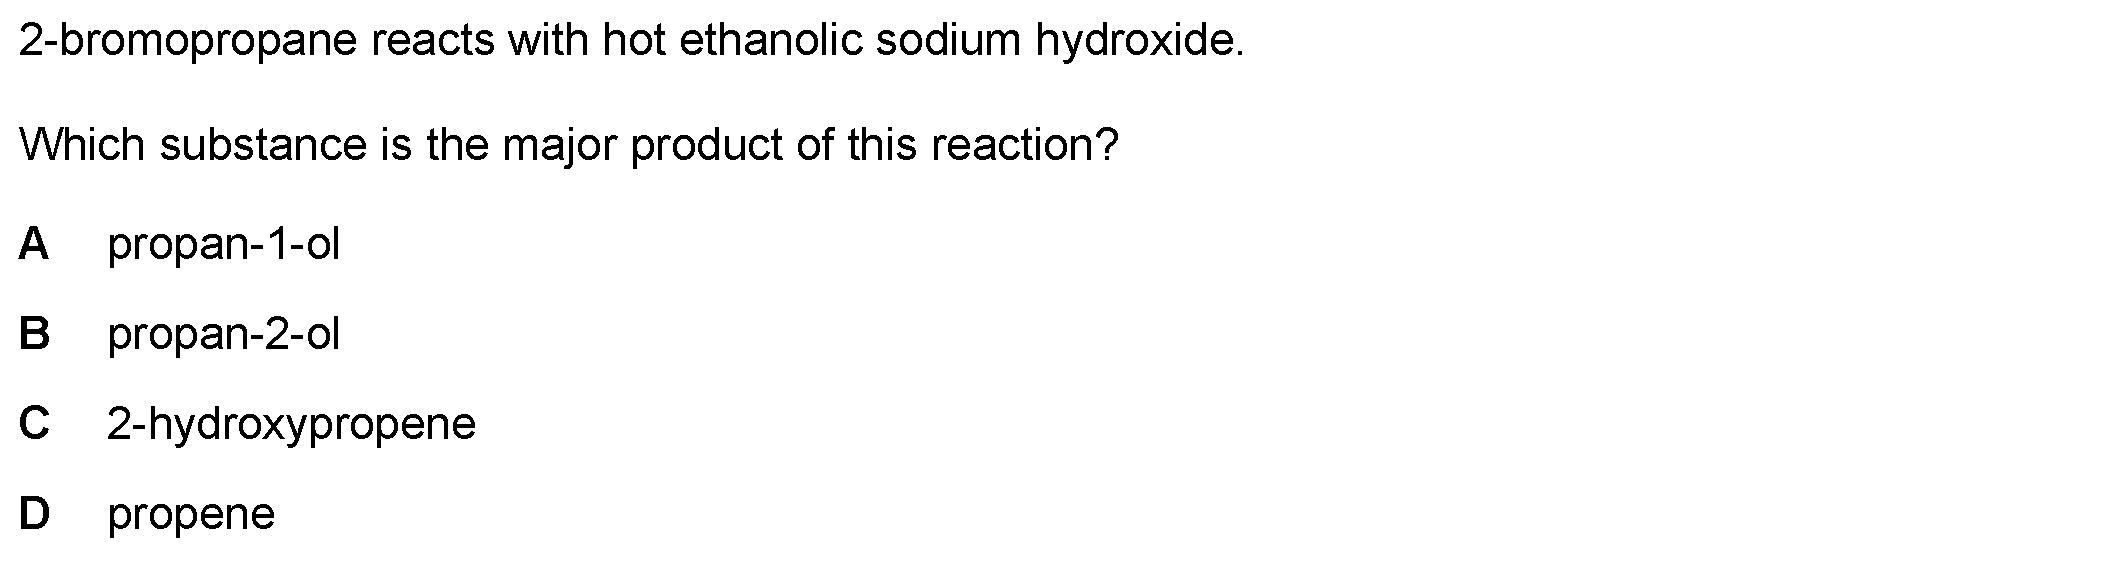 2-bromopropane reacts with hot ethanolic sodium hydroxide.
Which substance is the major product of this reaction?
A propan-1-ol
B propan-2-ol
C 2-hydroxypropene
D propene